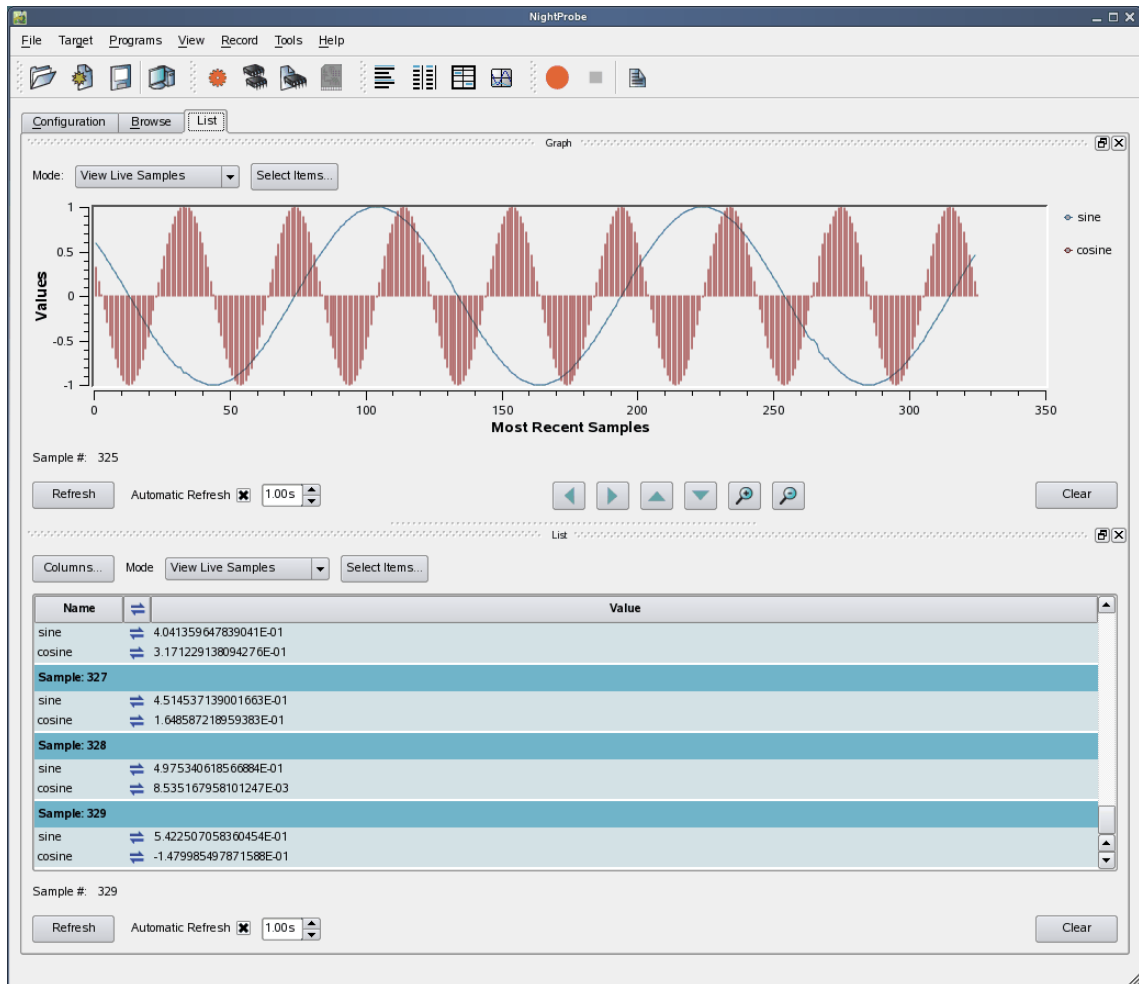 NightProbe
File Target Programs View Record Tools Help
Configuration Browse List
Graph
Mode: View Live Samples Select Items...
1
0.5
0
-0.5
-1
Values
sine
cosine
0 50 100 150 200 250 300 350
Most Recent Samples
Sample #: 325
Refresh Automatic Refresh 1.00s Clear
List
Columns... Mode View Live Samples Select Items...
Name Value
sine 4.041359647839041E-01
cosine 3.171229138094276E-01
Sample: 327
sine 4.514537139001663E-01
cosine 1.648587218959383E-01
Sample: 328
sine 4.975340618566884E-01
cosine 8.535167958101247E-03
Sample: 329
sine 5.422507058360454E-01
cosine -1.479985497871588E-01
Sample #: 329
Refresh Automatic Refresh 1.00s Clear